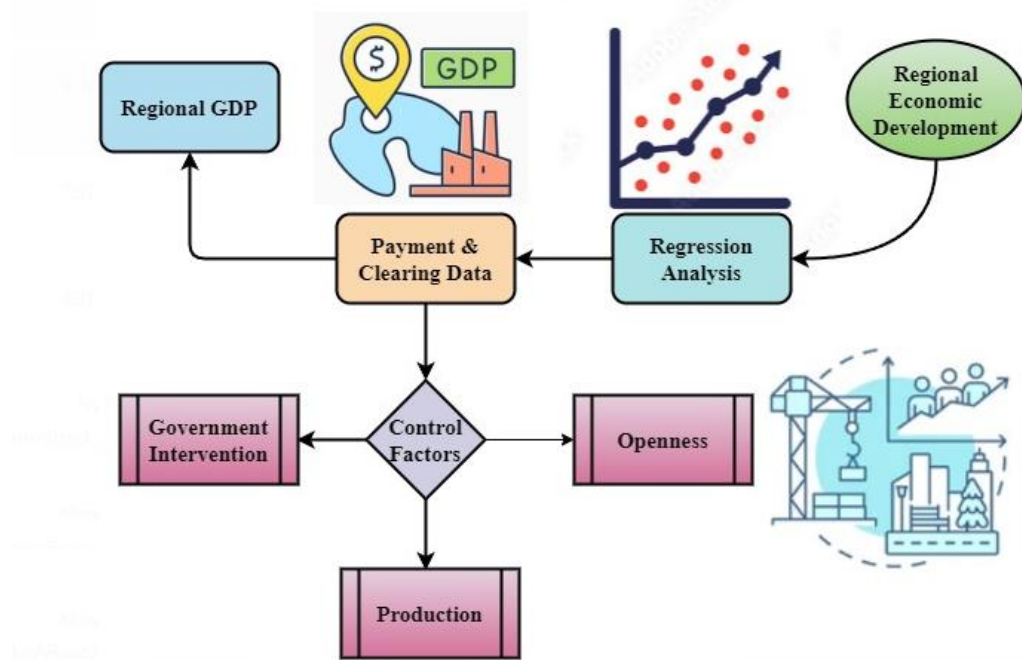 GDP
$
Regional GDP
Regional
Economic
Development
Payment &
Clearing Data
Regression
Analysis
Government
Intervention
Control
Factors
Openness
Production